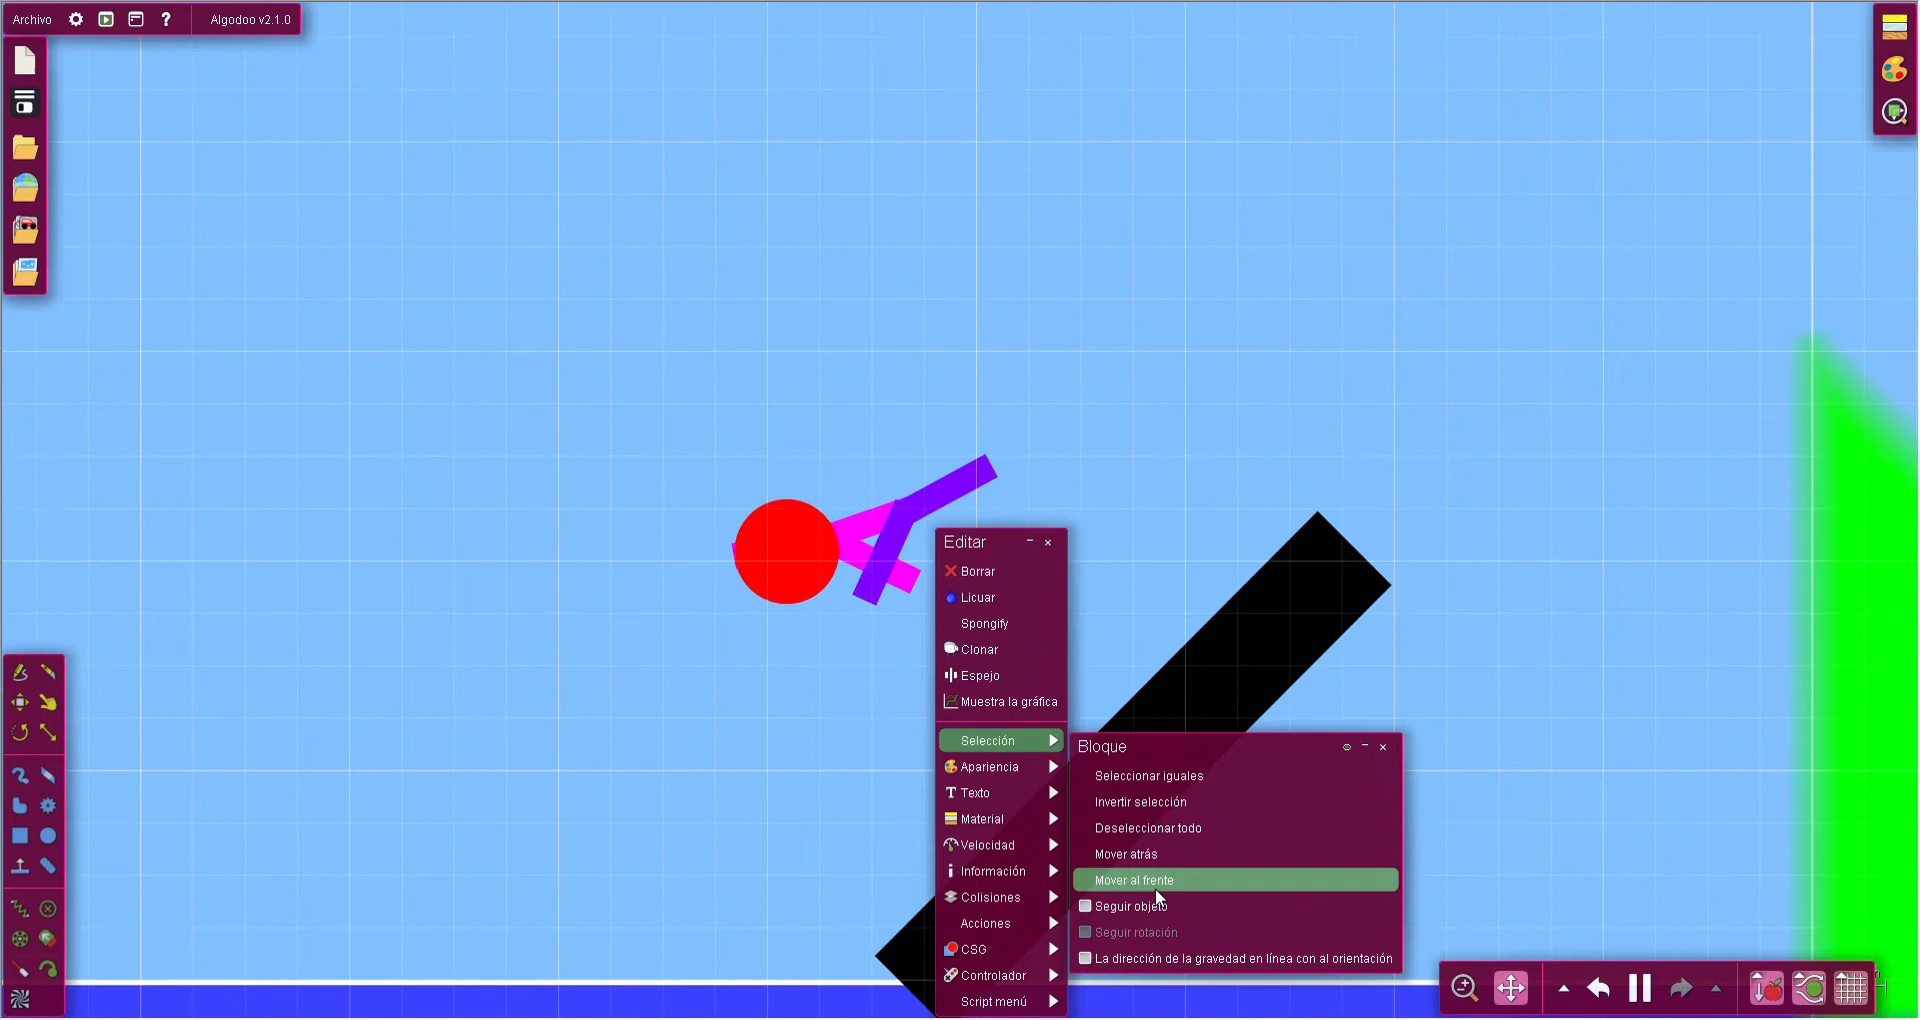 Archivo
?
Algodoo v2.1.0
Editar
Borrar
Licuar
Spongify
Clonar
Espejo
Muestra la gráfica
Selección
Apariencia
Texto
Material
Velocidad
Información
Colisiones
Acciones
CSG
Controlador
Script menú
Bloque
Seleccionar iguales
Invertir selección
Deseleccionar todo
Mover atrás
Mover al frente
Seguir objeto
Seguir rotación
La dirección de la gravedad en línea con al orientación